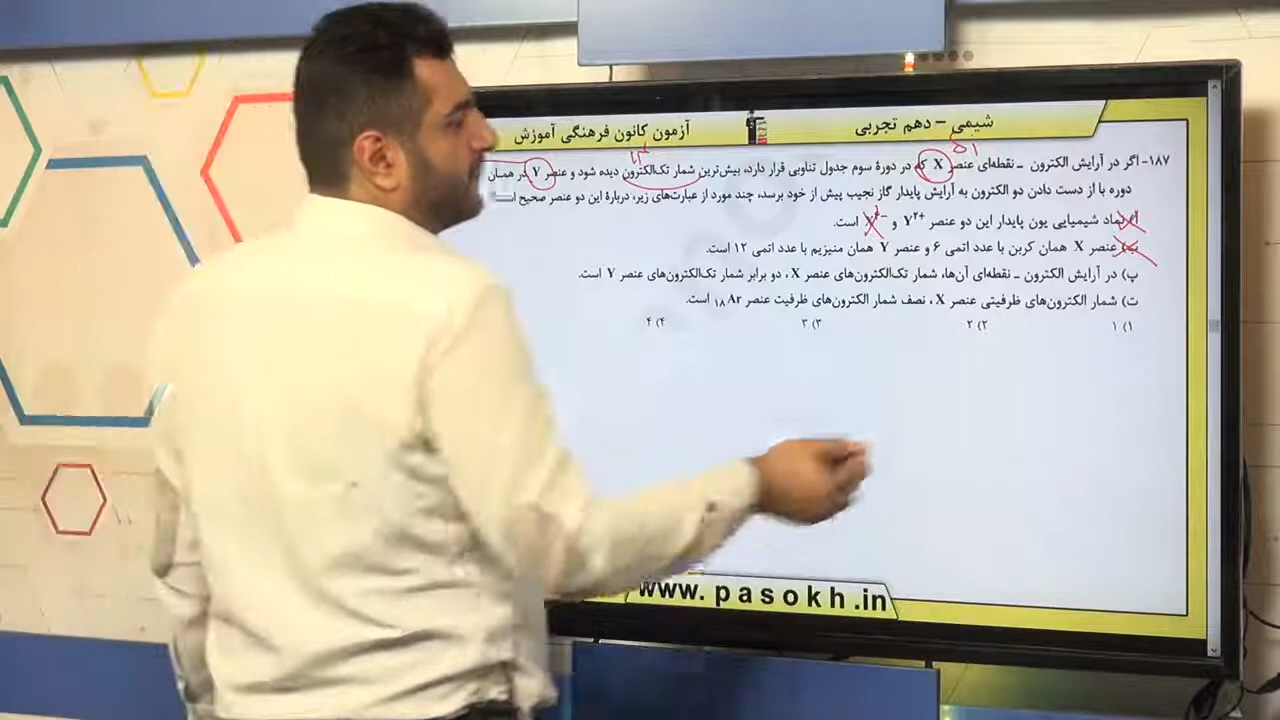 شیمی - دهم تجربی
آزمون کانون فرهنگی آموزش
Si
۱۴
۱۸۷- اگر در آرایش الکترون ـ نقطه‌ای عنصر X که در دورهٔ سوم جدول تناوبی قرار دارد، بیش‌ترین شمار تک‌الکترون دیده شود و عنصر Y در همان
دوره با از دست دادن دو الکترون به آرایش پایدار گاز نجیب پیش از خود برسد، چند مورد از عبارت‌های زیر، دربارهٔ این دو عنصر صحیح است
نماد شیمیایی یون پایدار این دو عنصر Y²⁺ و است.
ب) عنصر X همان کربن با عدد اتمی ۶ و عنصر Y همان منیزیم با عدد اتمی ۱۲ است.
پ) در آرایش الکترون ـ نقطه‌ای آن‌ها، شمار تک‌الکترون‌های عنصر X، دو برابر شمار تک‌الکترون‌های عنصر Y است.
ت) شمار الکترون‌های ظرفیتی عنصر X، نصف شمار الکترون‌های ظرفیت عنصر ₁₈Ar است.
۱) ۱ ۲) ۲ ۳) ۳ ۴) ۴
www.pasokh.in